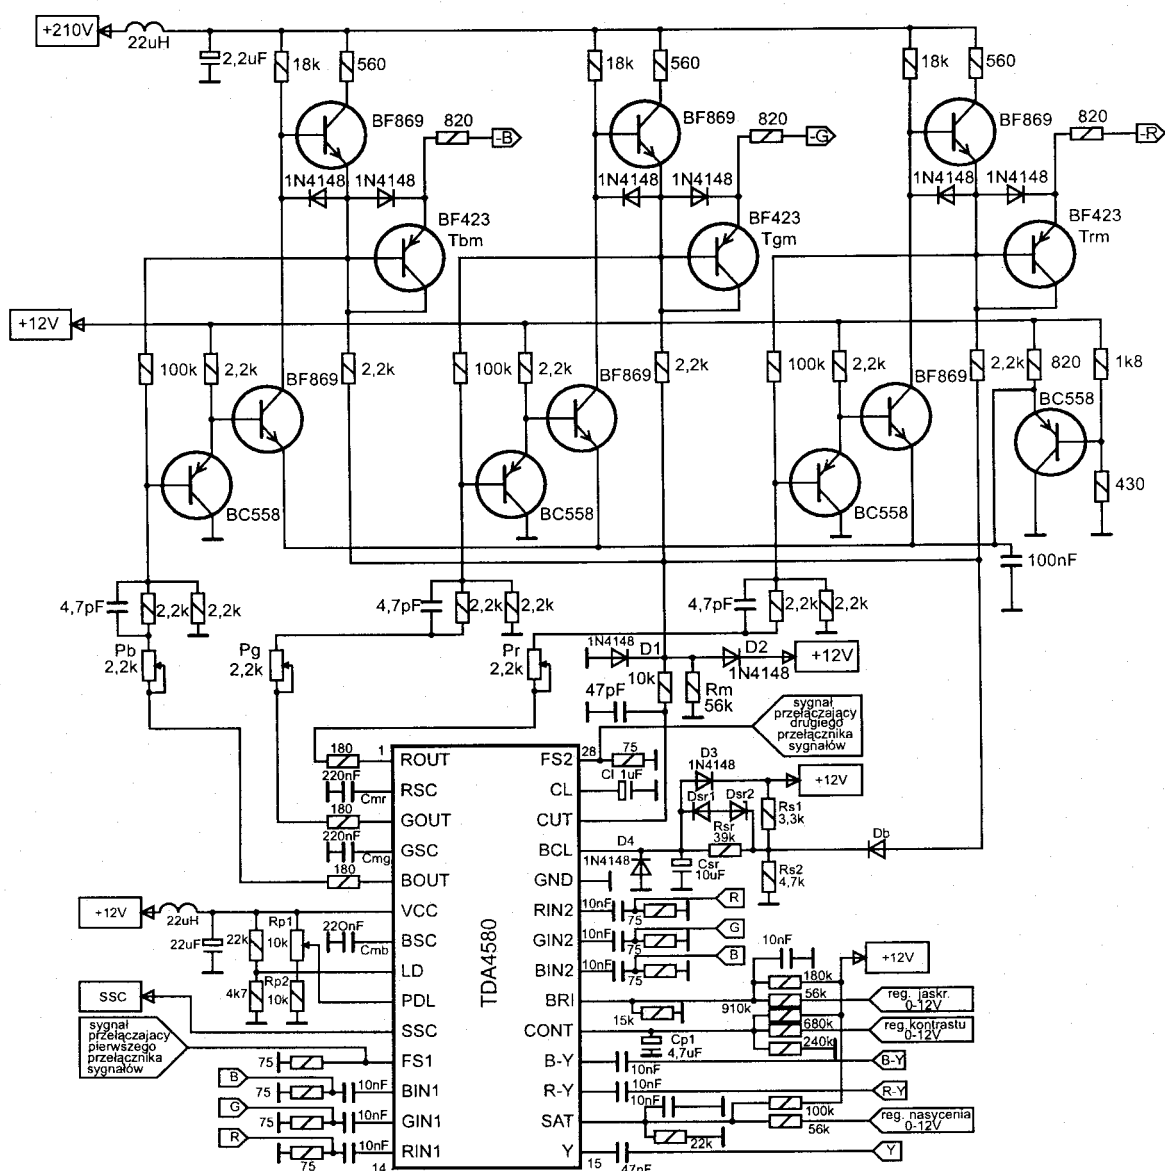 +210V
22uH
2,2uF
18k
560
18k
560
18k
560
BF869
820
-B
BF869
820
-G
BF869
820
-R
1N4148
1N4148
1N4148
1N4148
1N4148
1N4148
BF423
Tbm
BF423
Tgm
BF423
Trm
+12V
100k
2,2k
BF869
2,2k
100k
2,2k
BF869
2,2k
100k
2,2k
BF869
2,2k
820
1k8
BC558
430
BC558
BC558
BC558
100nF
4,7pF
2,2k
2,2k
4,7pF
2,2k
2,2k
4,7pF
2,2k
2,2k
Pb
2,2k
Pg
2,2k
Pr
2,2k
1N4148
D1
D2
1N4148
+12V
10k
Rm
56k
47pF
sygnał
przełączający
drugiego
przełącznika
sygnałów
180
1
ROUT
FS2
28
75
220nF
Cmr
RSC
CL
Cl
1uF
D3
1N4148
+12V
180
GOUT
CUT
Dsr1
Dsr2
Rs1
3,3k
220nF
Cmg
GSC
BCL
D4
1N4148
Rsr
39k
Db
180
BOUT
GND
Csr
10uF
Rs2
4,7k
+12V
22uH
VCC
RIN2
10nF
75
R
22uF
22k
Rp1
10k
220nF
Cmb
BSC
GIN2
10nF
75
G
LD
BIN2
10nF
75
B
10nF
+12V
4k7
Rp2
10k
PDL
BRI
15k
910k
180k
56k
reg. jaskr.
0-12V
SSC
SSC
CONT
Cp1
4,7uF
680k
240k
reg.kontrastu
0-12V
sygnał
przełączajacy
pierwszego
przełącznika
sygnałów
75
FS1
B-Y
10nF
B-Y
B
75
10nF
BIN1
R-Y
10nF
R-Y
G
75
10nF
GIN1
SAT
22k
100k
56k
reg. nasycenia
0-12V
R
75
10nF
RIN1
14
Y
15
47nF
Y
TDA4580